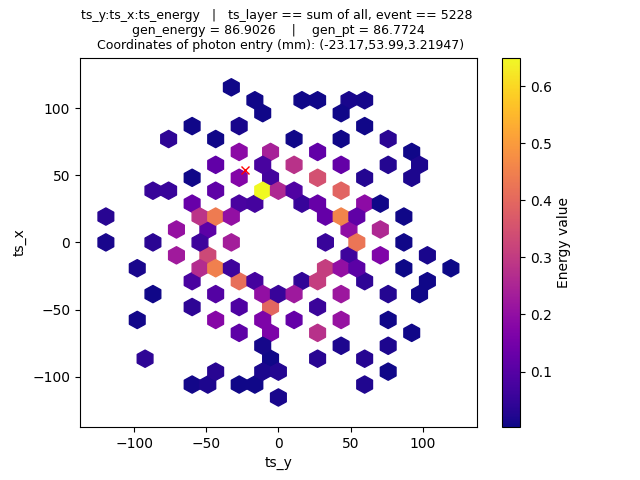 ts_y:ts_x:ts_energy   |   ts_layer == sum of all, event == 5228
gen_energy = 86.9026    |    gen_pt = 86.7724
Coordinates of photon entry (mm): (-23.17,53.99,3.21947)
ts_x
100
50
0
−50
−100
−100
−50
0
50
100
ts_y
0.6
0.5
0.4
0.3
0.2
0.1
Energy value